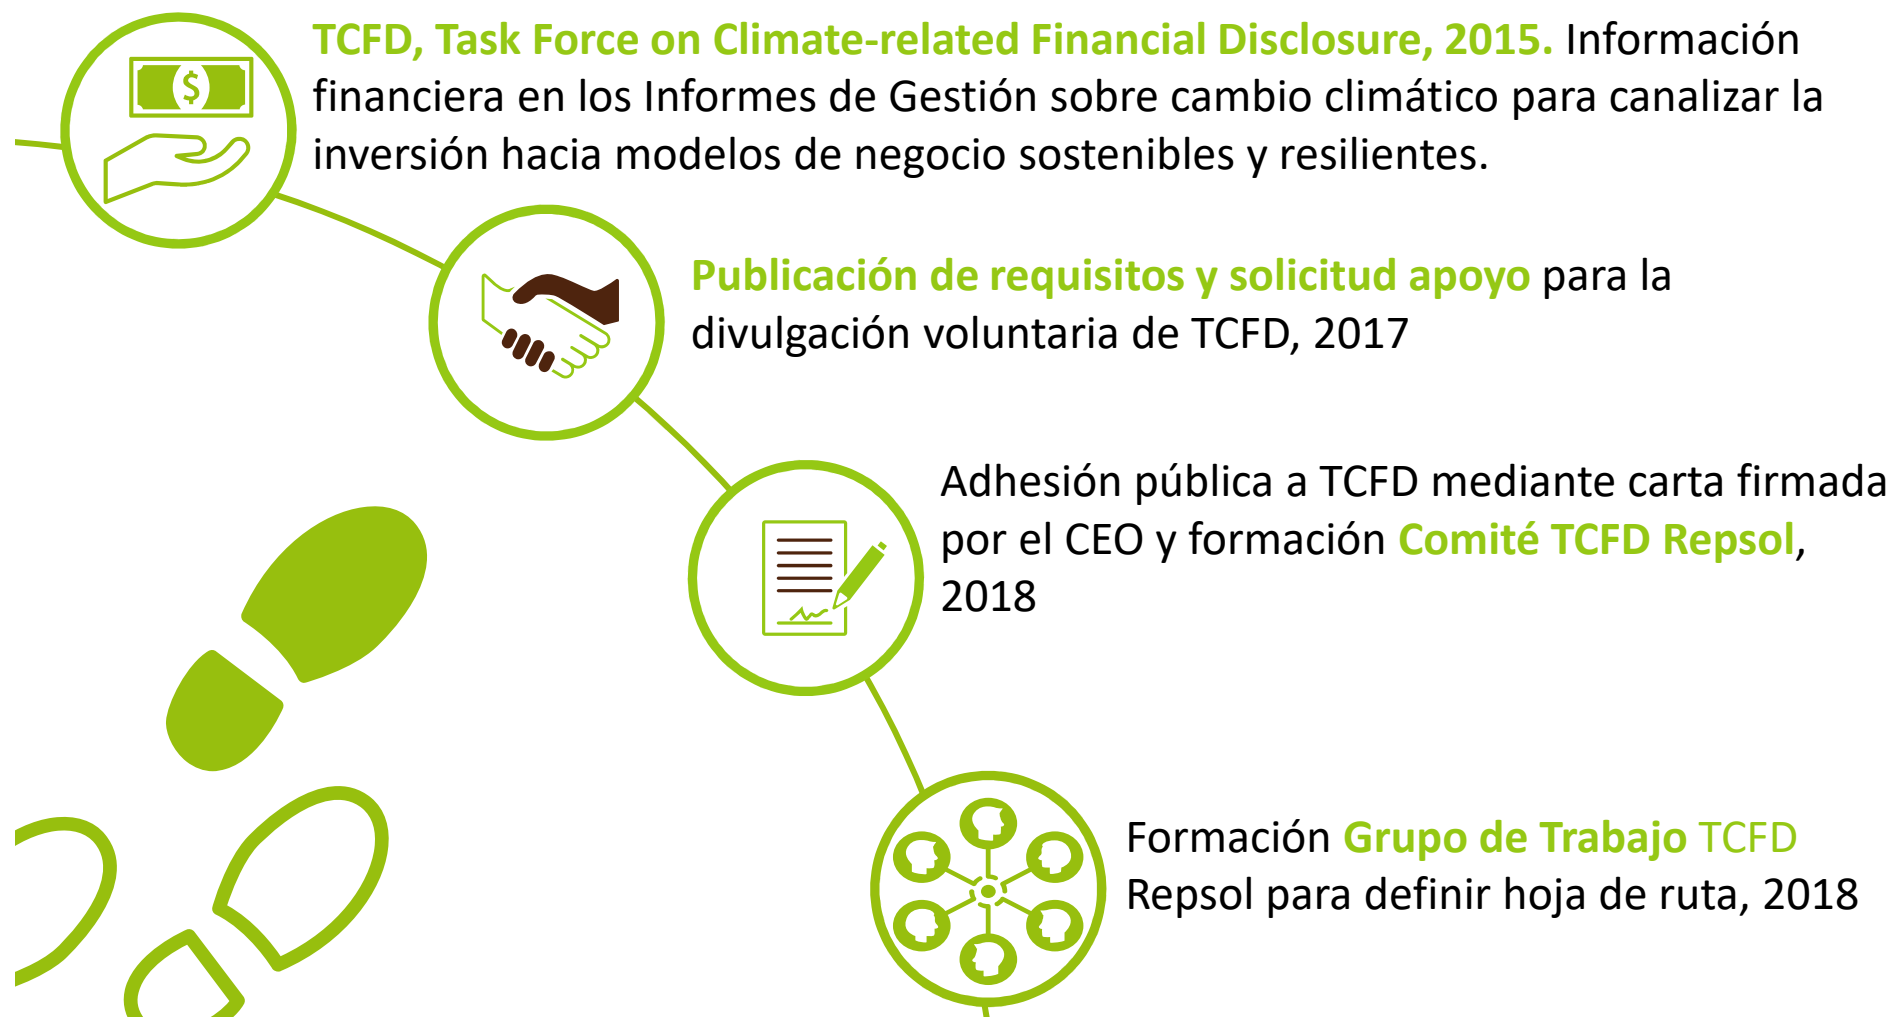 TCFD, Task Force on Climate-related Financial Disclosure, 2015. Información
financiera en los Informes de Gestión sobre cambio climático para canalizar la
inversión hacia modelos de negocio sostenibles y resilientes.
$
Publicación de requisitos y solicitud apoyo para la
divulgación voluntaria de TCFD, 2017
Adhesión pública a TCFD mediante carta firmada
por el CEO y formación Comité TCFD Repsol,
2018
Formación Grupo de Trabajo TCFD
Repsol para definir hoja de ruta, 2018